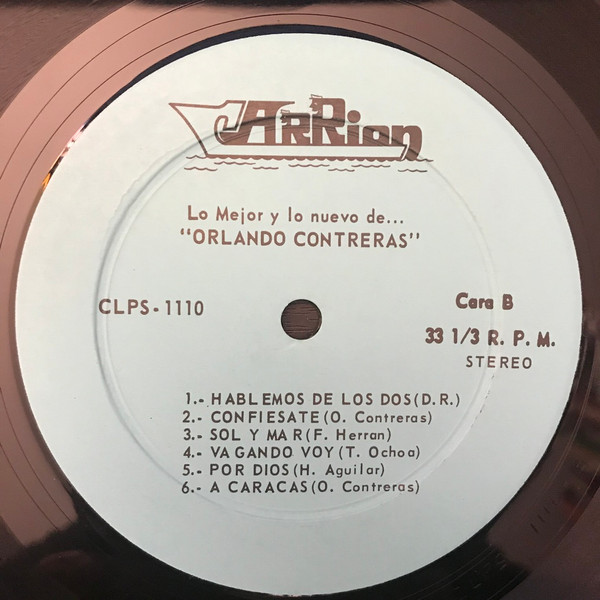 CARRion
Lo Mejor y lo nuevo de...
"ORLANDO CONTRERAS"
CLPS-1110
Cara B
33 1/3 R. P. M.
STEREO
1.- HABLEMOS DE LOS DOS(D.R.)
2.- CONFIESATE(O. Contreras)
3.- SOL Y MAR(F. Herran)
4.- VAGANDO VOY(T. Ochoa)
5.- POR DIOS(H. Aguilar)
6.- A CARACAS(O. Contreras)